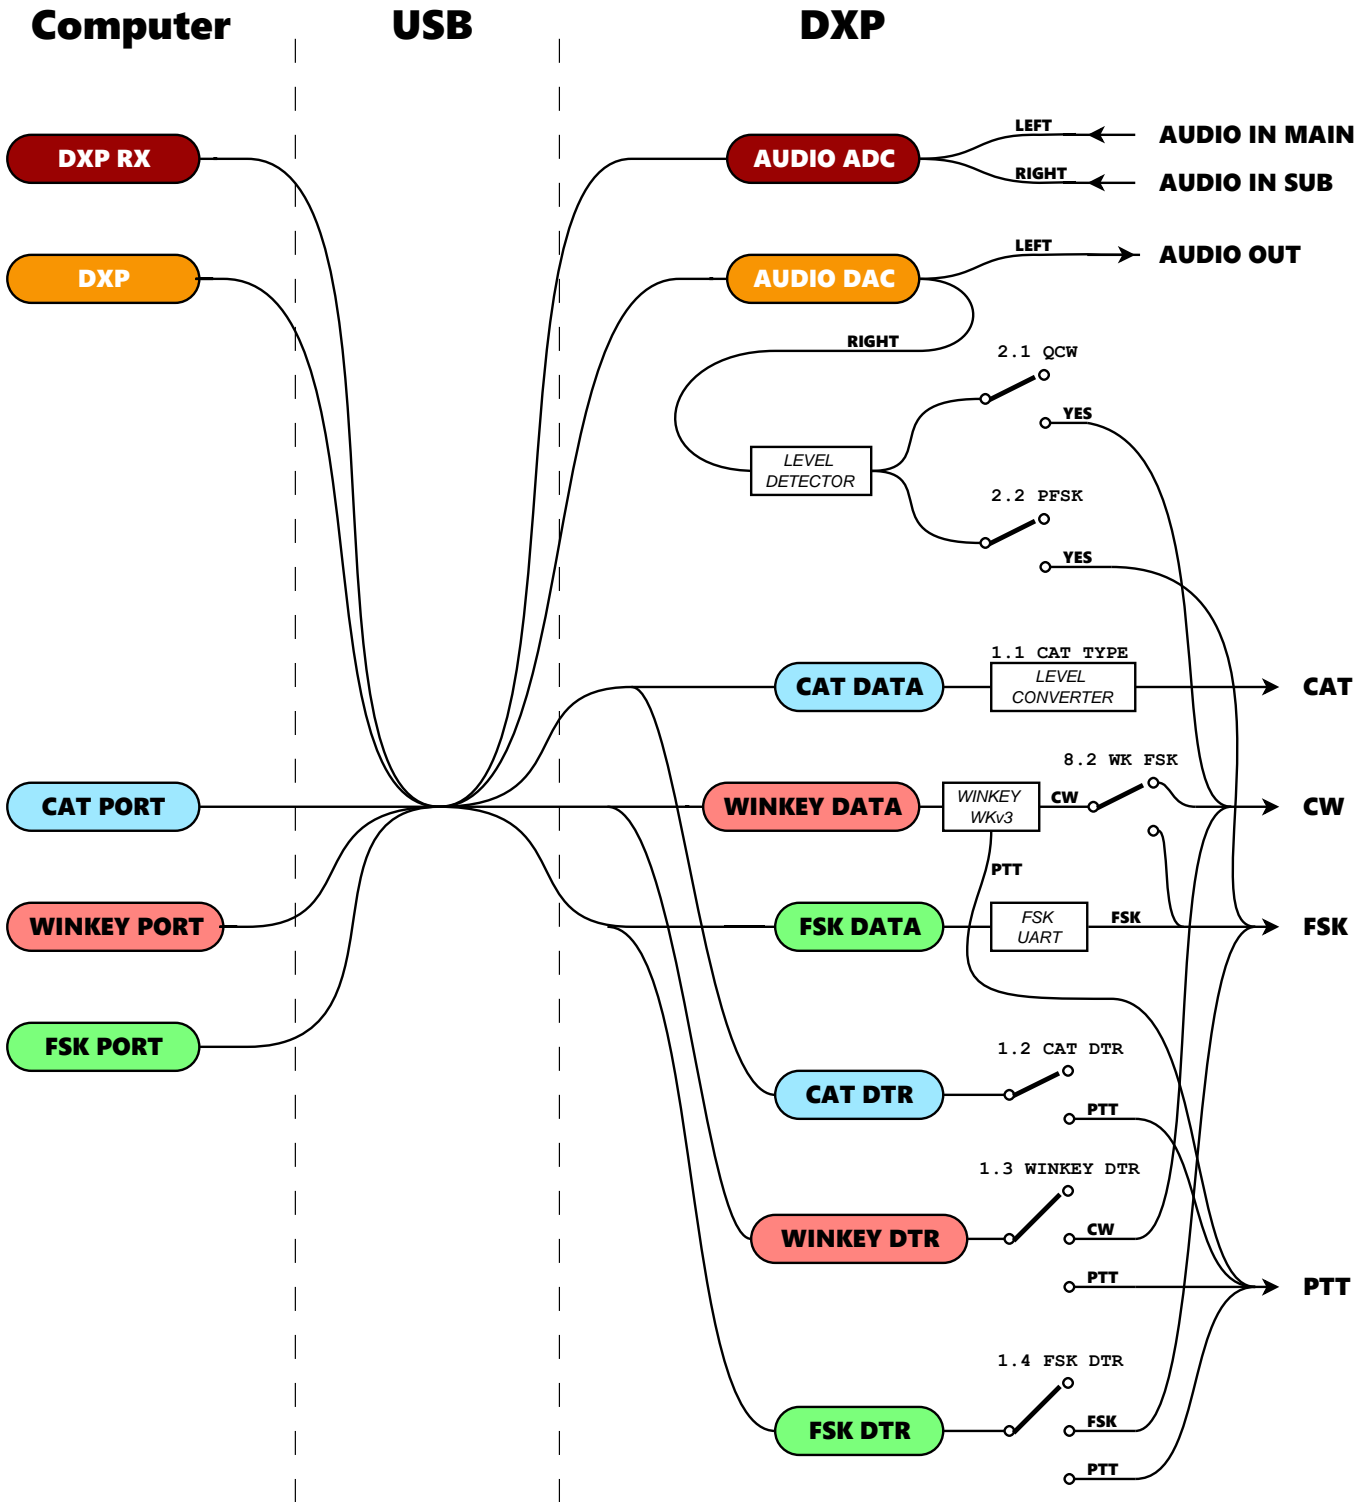 Computer
USB
DXP
DXP RX
AUDIO ADC
LEFT
AUDIO IN MAIN
RIGHT
AUDIO IN SUB
DXP
AUDIO DAC
LEFT
AUDIO OUT
RIGHT
2.1 QCW
YES
LEVEL
DETECTOR
2.2 PFSK
YES
1.1 CAT TYPE
CAT DATA
LEVEL
CONVERTER
CAT
8.2 WK FSK
CAT PORT
WINKEY DATA
WINKEY
WKv3
CW
CW
PTT
WINKEY PORT
FSK DATA
FSK
UART
FSK
FSK
FSK PORT
1.2 CAT DTR
CAT DTR
PTT
1.3 WINKEY DTR
WINKEY DTR
CW
PTT
PTT
1.4 FSK DTR
FSK DTR
FSK
PTT